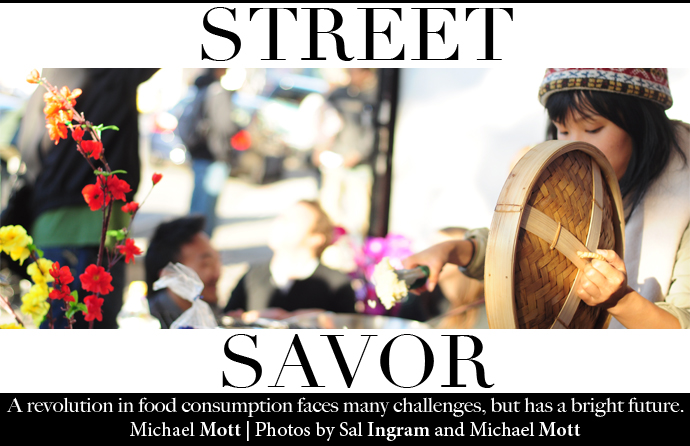 STREET
SAVOR
A revolution in food consumption faces many challenges, but has a bright future.
Michael Mott | Photos by Sal Ingram and Michael Mott